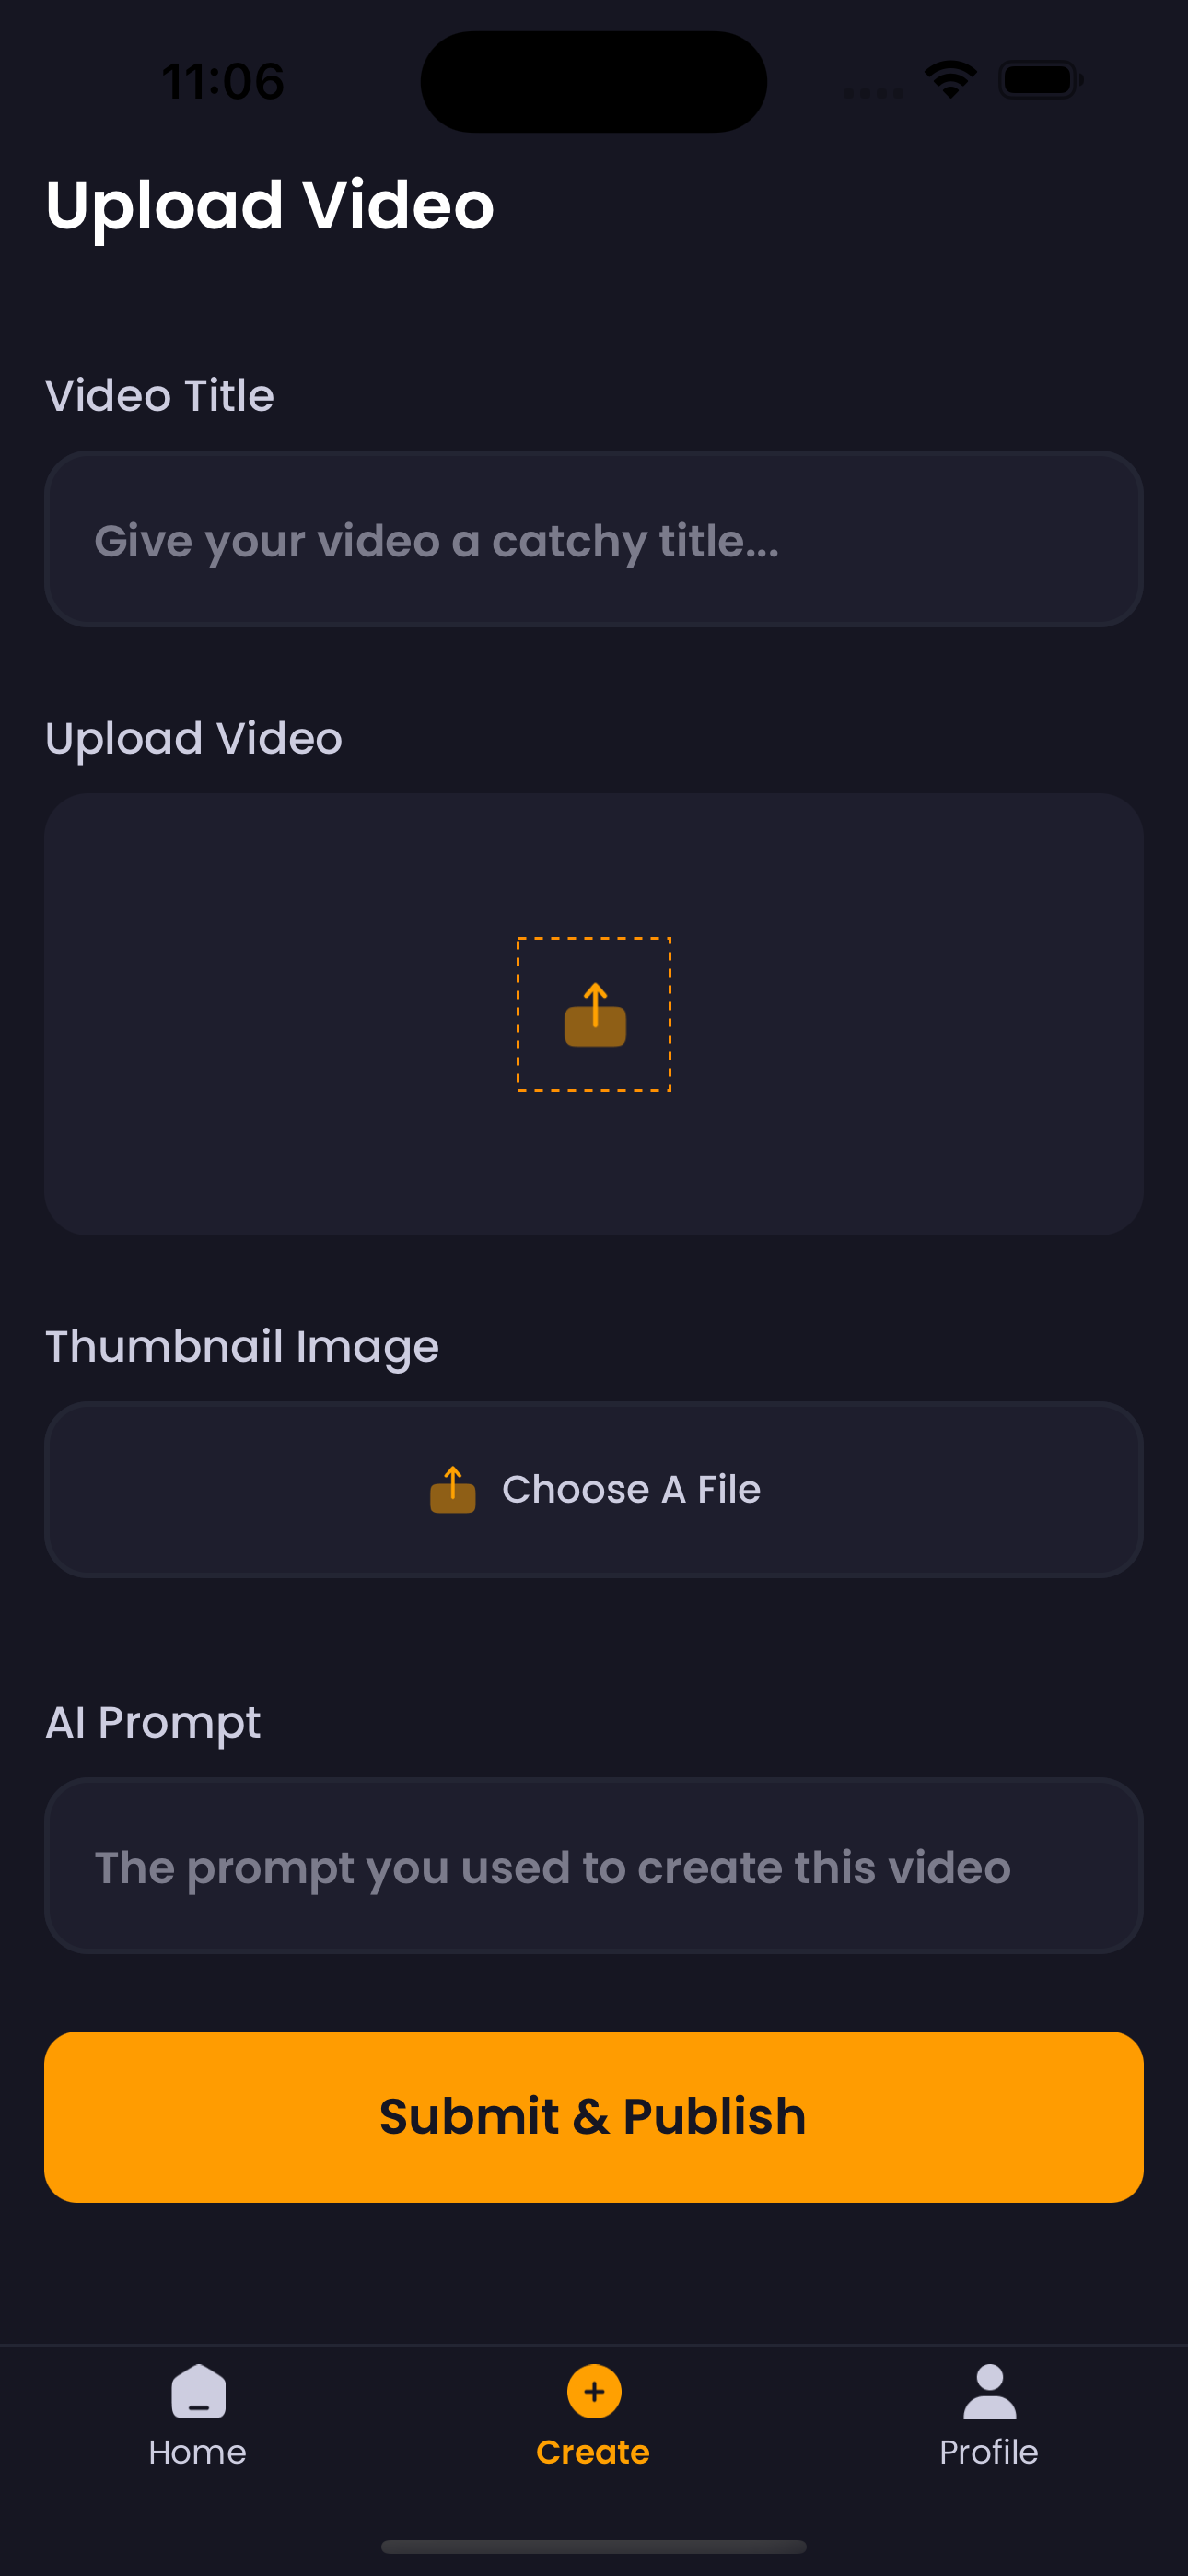 11:06
Upload Video
Video Title
Give your video a catchy title...
Upload Video
Thumbnail Image
Choose A File
AI Prompt
The prompt you used to create this video
Submit & Publish
Home
Create
Profile